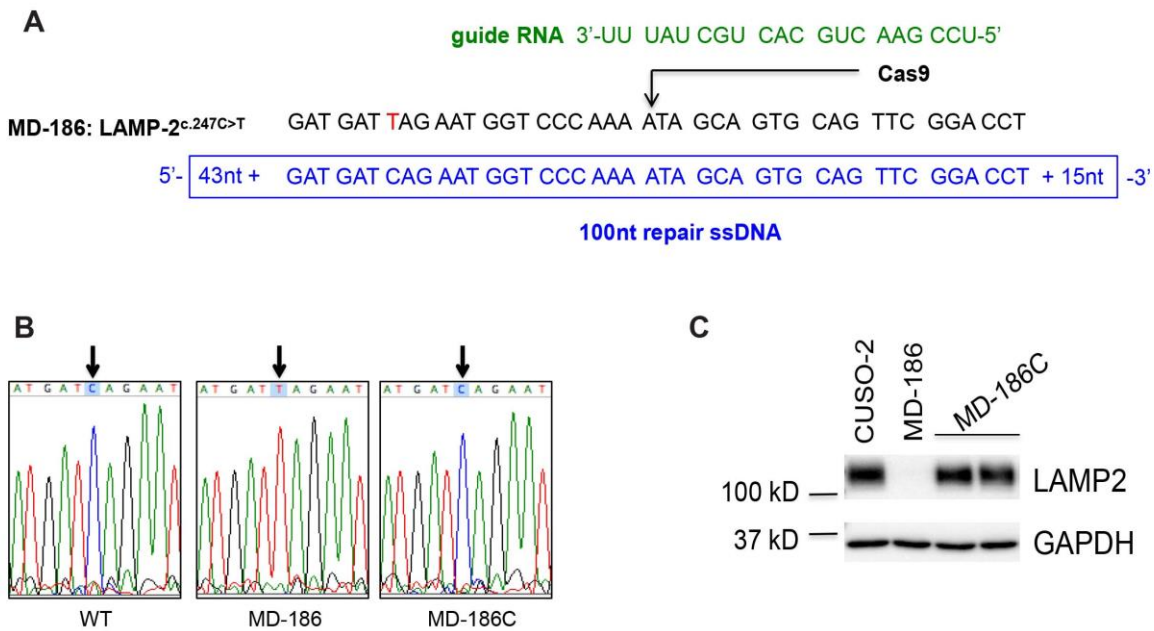 A
guide RNA 3'-UU UAU CGU CAC GUC AAG CCU-5'
Cas9
MD-186: LAMP-2c.247C>T GAT GAT TAG AAT GGT CCC AAA ATA GCA GTG CAG TTC GGA CCT
5'- 43nt + GAT GAT CAG AAT GGT CCC AAA ATA GCA GTG CAG TTC GGA CCT + 15nt -3'
100nt repair ssDNA
B
A T G A T C A G A A T
A T G A T T A G A A T
A T G A T C A G A A T
WT
MD-186
MD-186C
C
CUSO-2
MD-186
MD-186C
100 kD
LAMP2
37 kD
GAPDH